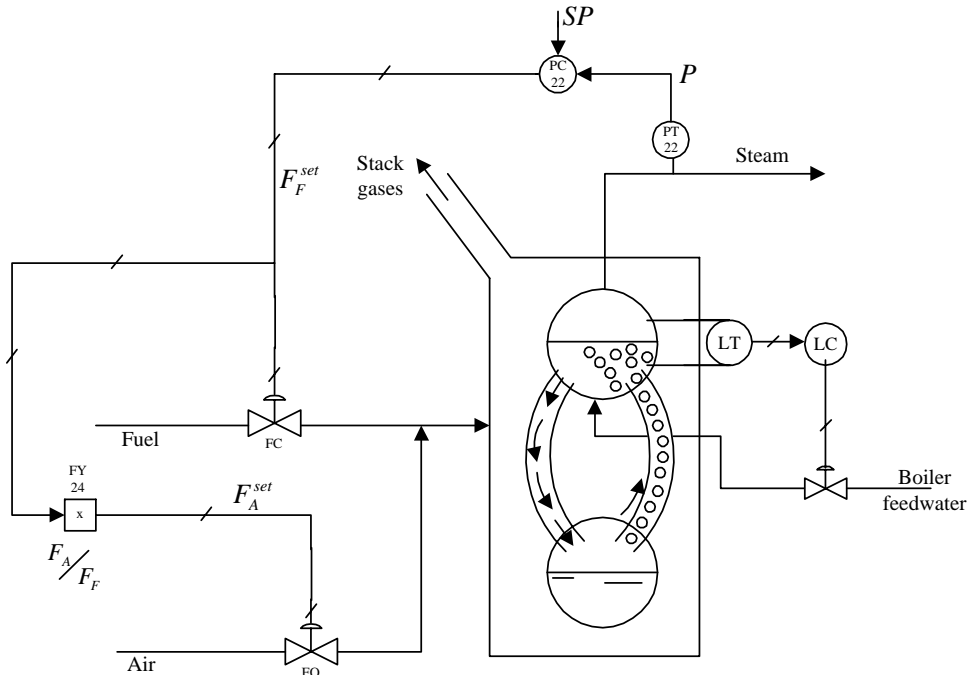 SP
PC
22
P
PT
22
Steam
Stack
gases
F_F^{set}
LT
LC
Fuel
FC
FY
24
x
F_A^{set}
F_A/F_F
Boiler
feedwater
Air
FO